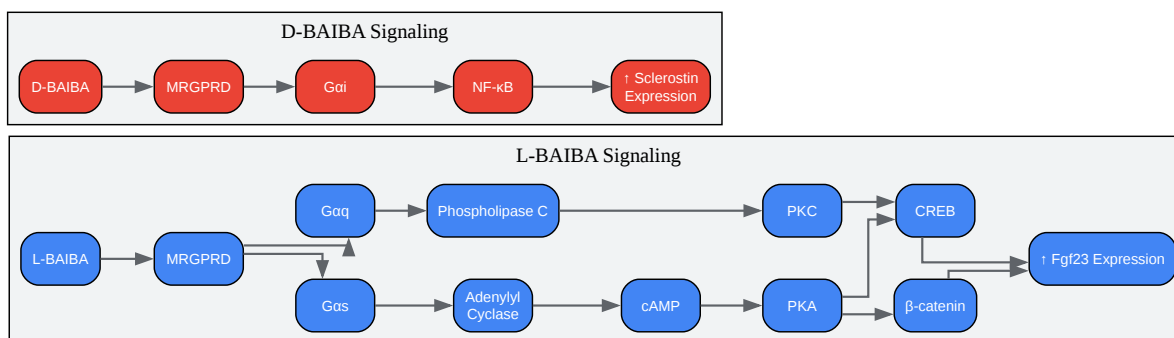 D-BAIBA Signaling
D-BAIBA
MRGPRD
Gαi
NF-κB
↑ Sclerostin
Expression
L-BAIBA Signaling
L-BAIBA
MRGPRD
Gαq
Phospholipase C
PKC
CREB
Gαs
Adenylyl
Cyclase
cAMP
PKA
β-catenin
↑ Fgf23 Expression